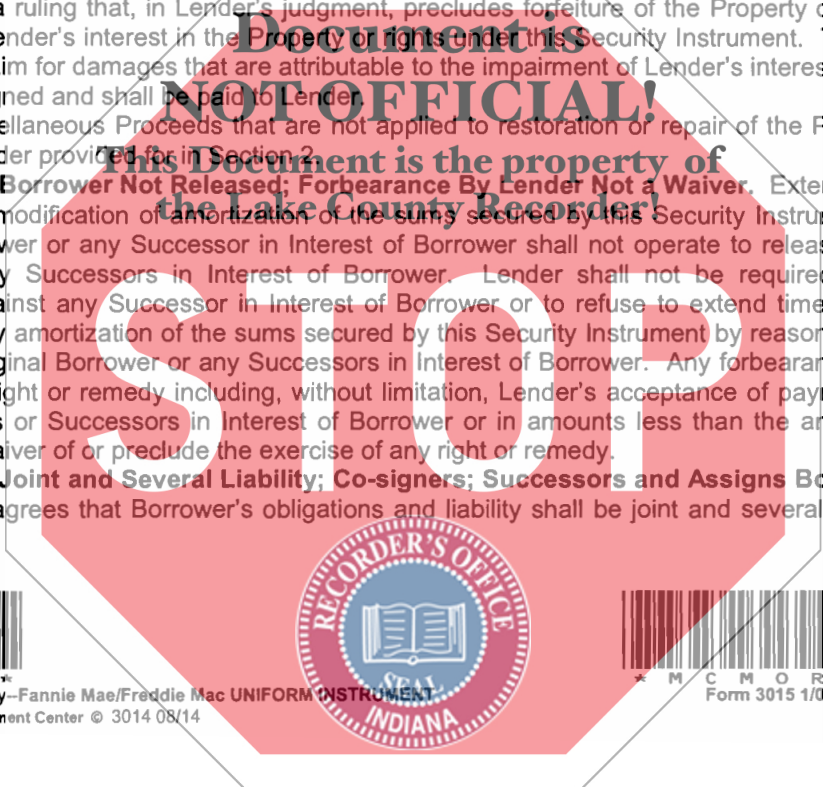 a ruling that, in Lender's judgment, precludes forfeiture of the Property
Document is
ender's interest in the Property or rights under this Security Instrument.
im for damages that are attributable to the impairment of Lender's interes
NOT OFFICIAL!
ned and shall be paid to Lender.
ellaneous Proceeds that are not applied to restoration or repair of the
This Document is the property of
der provided for in Section 2.
Borrower Not Released; Forbearance By Lender Not a Waiver. Exte
the Lake County Recorder!
modification of amortization of the sums secured by this Security Instru
wer or any Successor in Interest of Borrower shall not operate to releas
y Successors in Interest of Borrower. Lender shall not be require
ainst any Successor in Interest of Borrower or to refuse to extend time
y amortization of the sums secured by this Security Instrument by reason
ginal Borrower or any Successors in Interest of Borrower. Any forbearan
ight or remedy including, without limitation, Lender's acceptance of pay
s or Successors in Interest of Borrower or in amounts less than the a
aiver of or preclude the exercise of any right or remedy.
STOP
Joint and Several Liability; Co-signers; Successors and Assigns Bo
agrees that Borrower's obligations and liability shall be joint and several
RECORDER'S OFFICE
SEAL
INDIANA
* M C M O R
y--Fannie Mae/Freddie Mac UNIFORM INSTRUMENT
Form 3015 1/0
ment Center © 3014 08/14